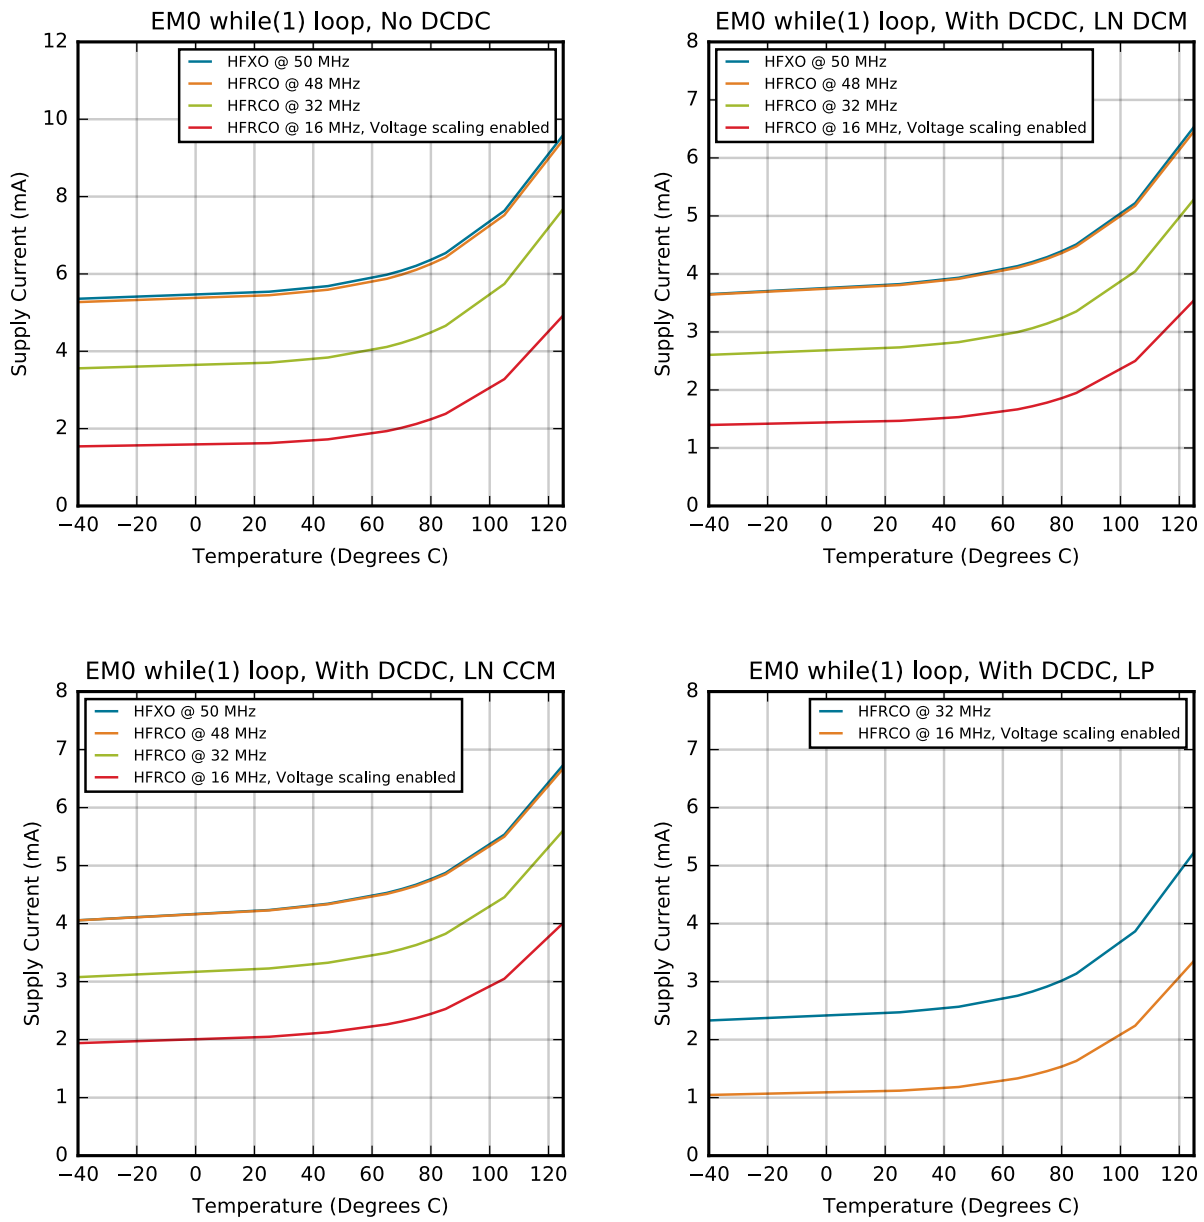 EM0 while(1) loop, No DCDC
12
10
8
6
4
2
0
Supply Current (mA)
HFXO @ 50 MHz
HFRCO @ 48 MHz
HFRCO @ 32 MHz
HFRCO @ 16 MHz, Voltage scaling enabled
−40 −20 0 20 40 60 80 100 120
Temperature (Degrees C)
EM0 while(1) loop, With DCDC, LN DCM
8
7
6
5
4
3
2
1
0
Supply Current (mA)
HFXO @ 50 MHz
HFRCO @ 48 MHz
HFRCO @ 32 MHz
HFRCO @ 16 MHz, Voltage scaling enabled
−40 −20 0 20 40 60 80 100 120
Temperature (Degrees C)
EM0 while(1) loop, With DCDC, LN CCM
8
7
6
5
4
3
2
1
0
Supply Current (mA)
HFXO @ 50 MHz
HFRCO @ 48 MHz
HFRCO @ 32 MHz
HFRCO @ 16 MHz, Voltage scaling enabled
−40 −20 0 20 40 60 80 100 120
Temperature (Degrees C)
EM0 while(1) loop, With DCDC, LP
8
7
6
5
4
3
2
1
0
Supply Current (mA)
HFRCO @ 32 MHz
HFRCO @ 16 MHz, Voltage scaling enabled
−40 −20 0 20 40 60 80 100 120
Temperature (Degrees C)